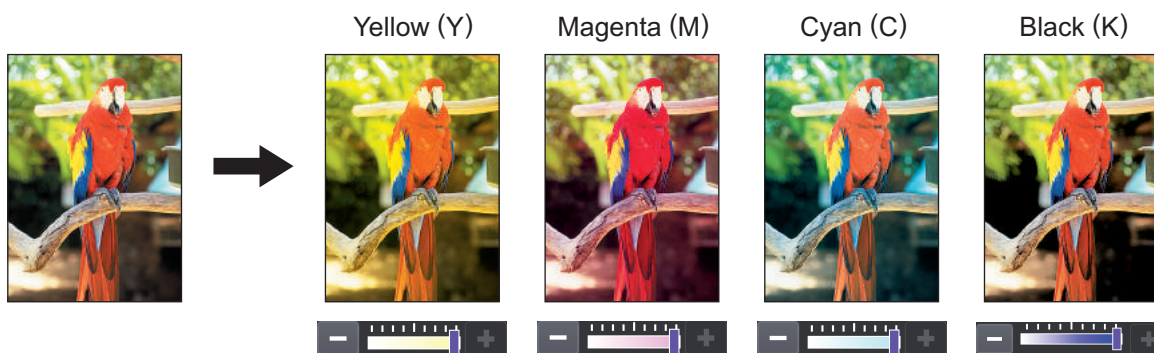 Yellow (Y)
Magenta (M)
Cyan (C)
Black (K)